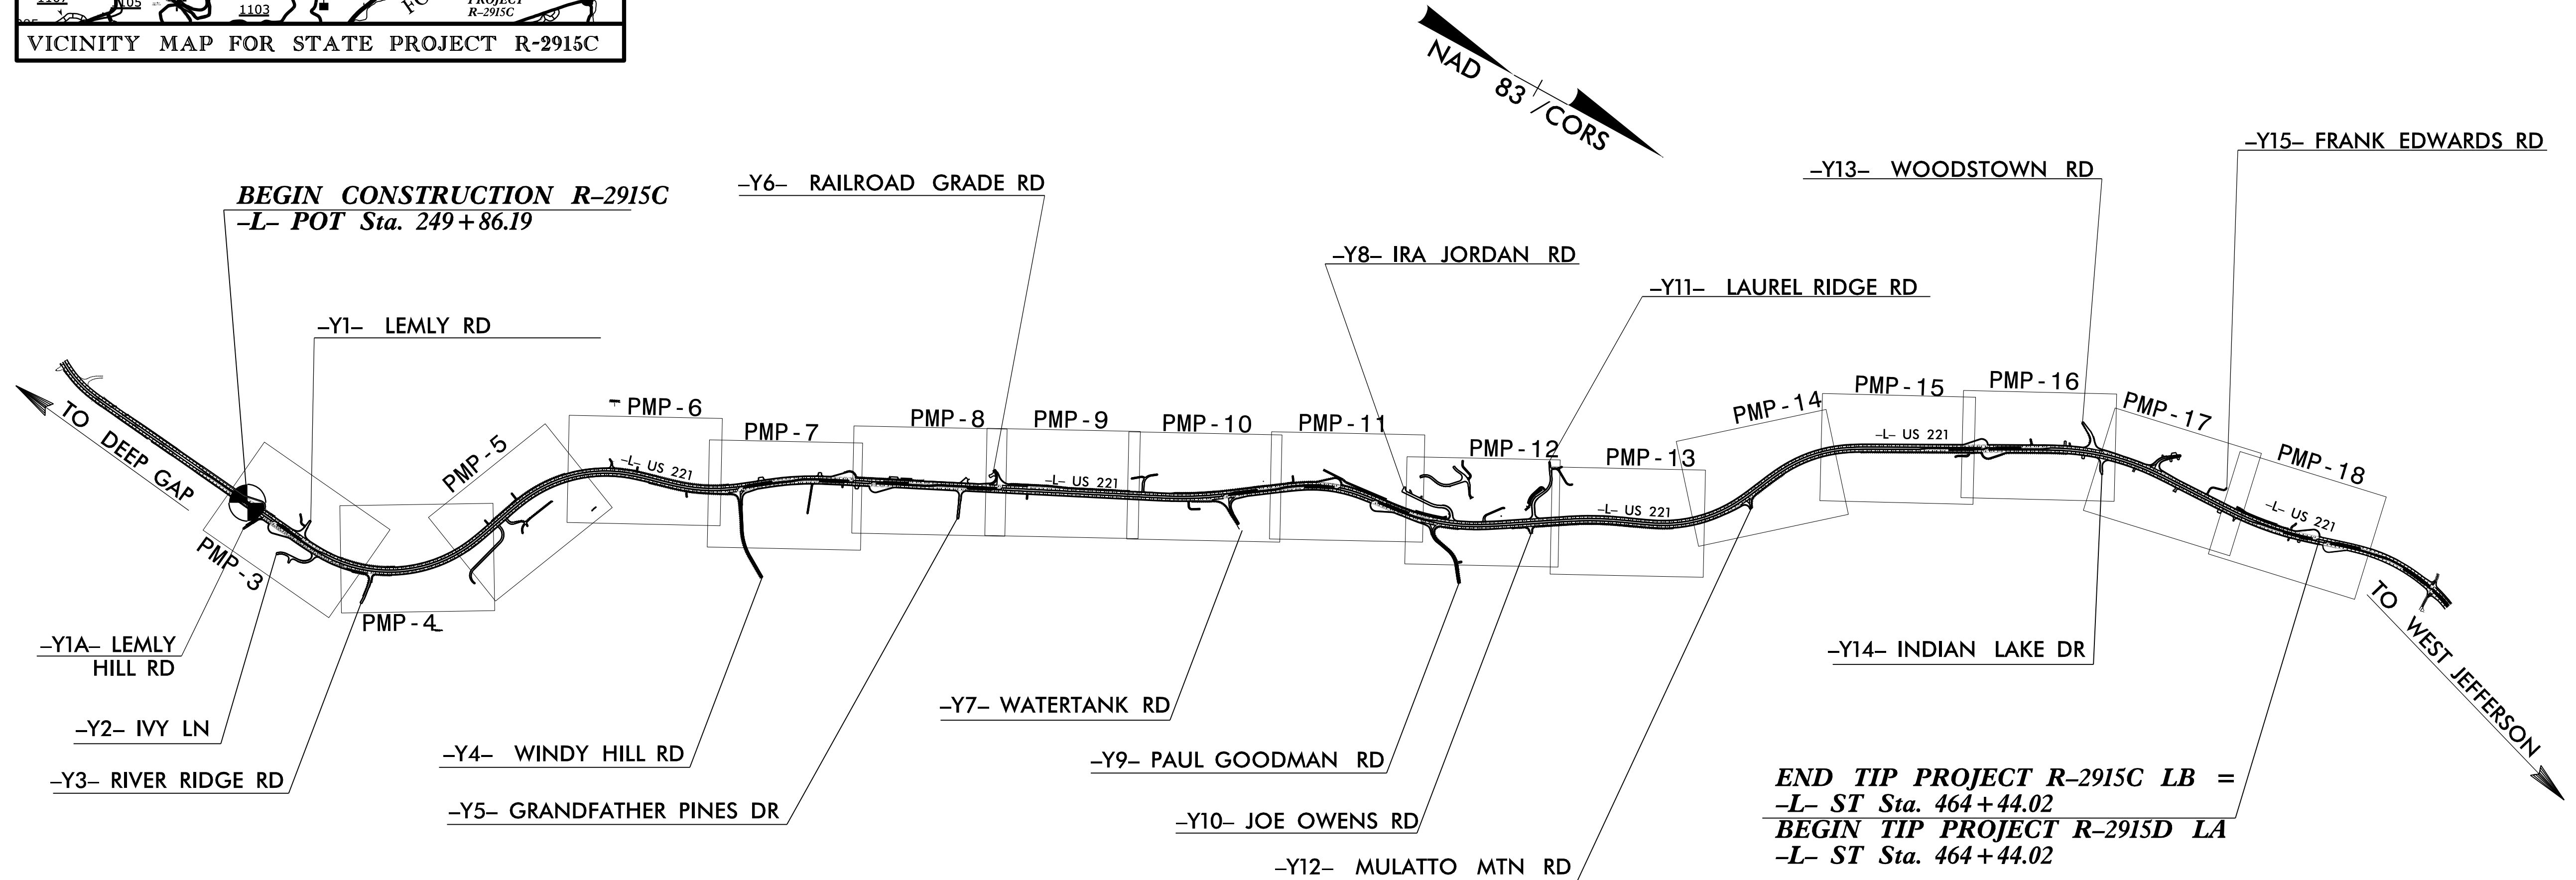 1103
PROJECT
R-2915C
VICINITY MAP FOR STATE PROJECT R-2915C
NAD 83 /CORS
BEGIN CONSTRUCTION R-2915C
-L- POT Sta. 249+86.19
-Y6- RAILROAD GRADE RD
-Y13- WOODSTOWN RD
-Y15- FRANK EDWARDS RD
-Y8- IRA JORDAN RD
-Y11- LAUREL RIDGE RD
-Y1- LEMLY RD
TO DEEP GAP
PMP-3
PMP-4
PMP-5
PMP-6
PMP-7
PMP-8
PMP-9
PMP-10
PMP-11
PMP-12
PMP-13
PMP-14
PMP-15
PMP-16
PMP-17
PMP-18
-L- US 221
-L- US 221
-L- US 221
-L- US 221
-L- US 221
TO WEST JEFFERSON
-Y1A- LEMLY
HILL RD
-Y2- IVY LN
-Y3- RIVER RIDGE RD
-Y4- WINDY HILL RD
-Y5- GRANDFATHER PINES DR
-Y7- WATERTANK RD
-Y9- PAUL GOODMAN RD
-Y10- JOE OWENS RD
-Y12- MULATTO MTN RD
-Y14- INDIAN LAKE DR
END TIP PROJECT R-2915C LB =
-L- ST Sta. 464+44.02
BEGIN TIP PROJECT R-2915D LA
-L- ST Sta. 464+44.02